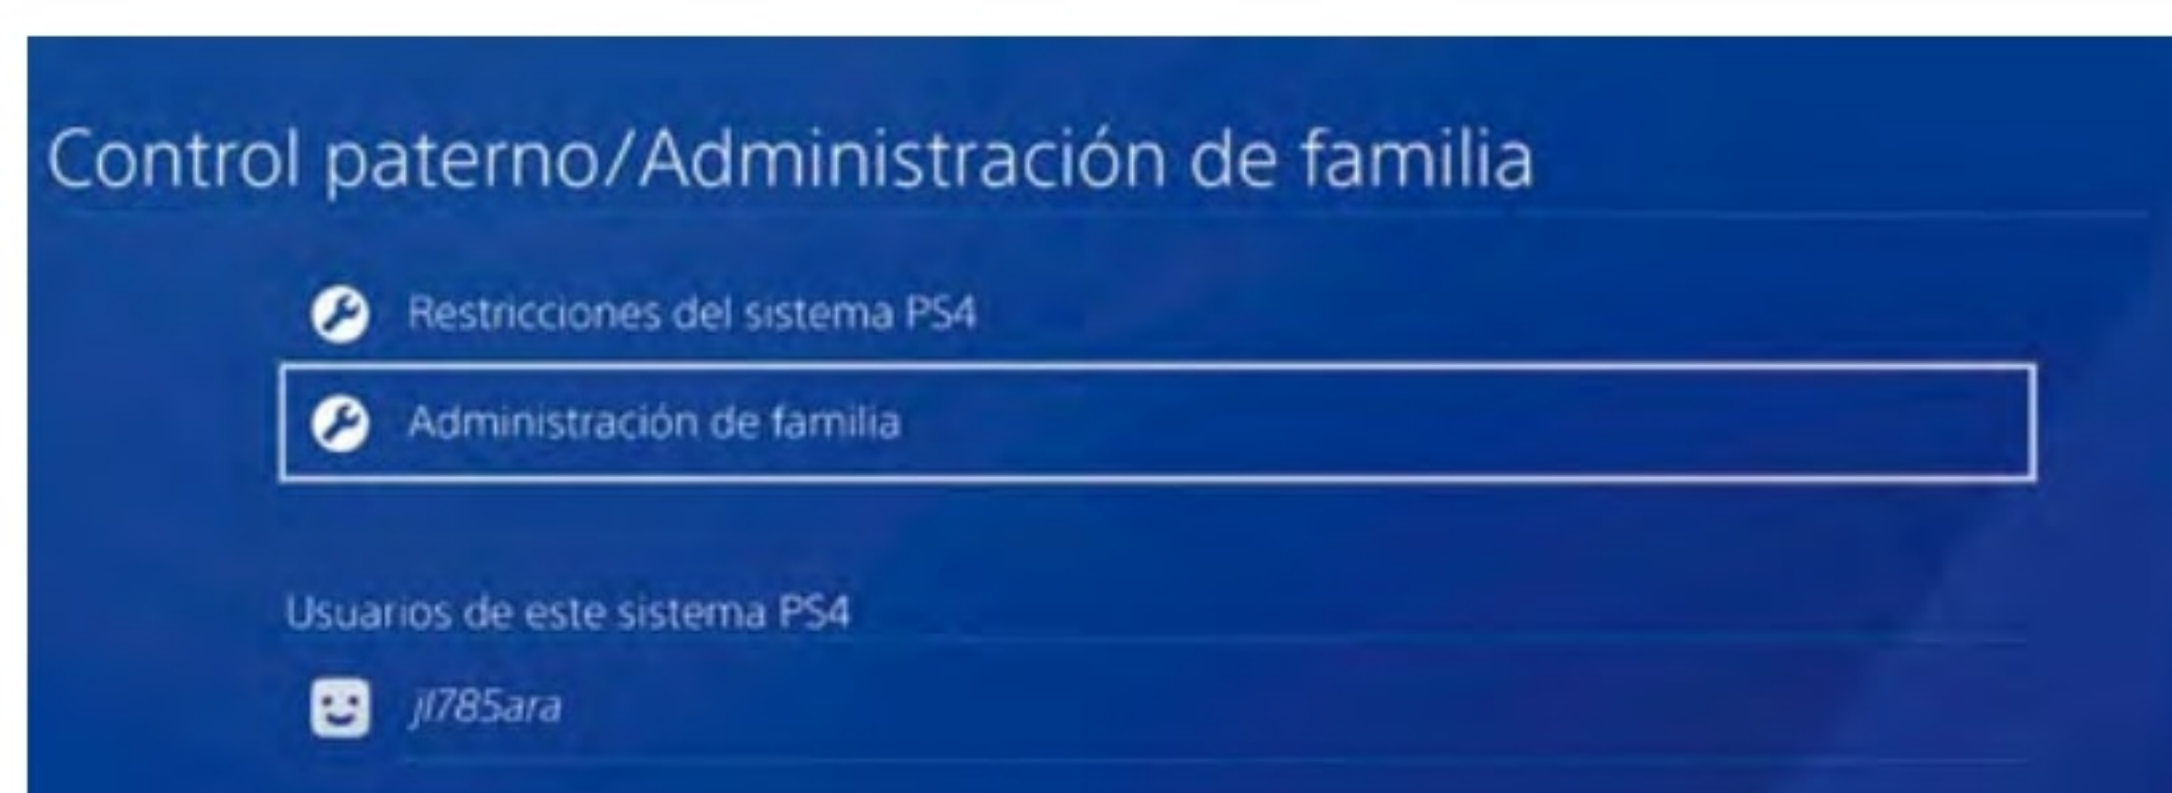 Control paterno/Administración de familia
Restricciones del sistema PS4
Administración de familia
Usuarios de este sistema PS4
jl785ara